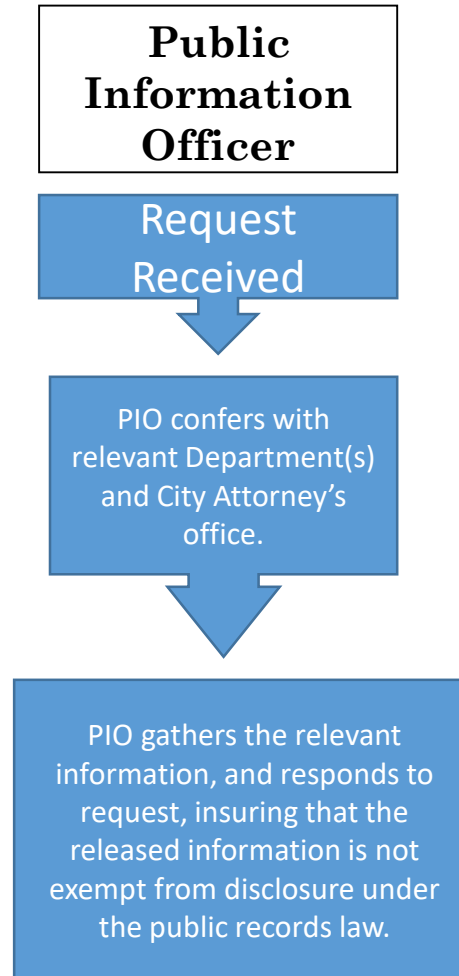 Public
Information
Officer
Request
Received
PIO confers with
relevant Department(s)
and City Attorney’s
office.
PIO gathers the relevant
information, and responds to
request, insuring that the
released information is not
exempt from disclosure under
the public records law.